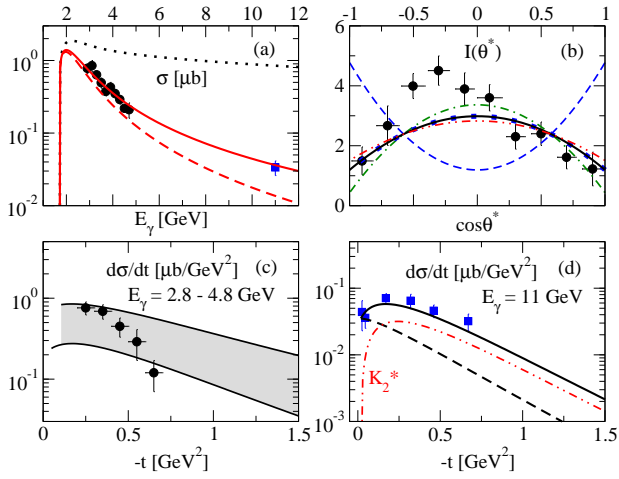 2 4 6 8 10 12
-1 -0.5 0 0.5 1
(a)
I(θ*)
(b)
σ [μb]
10^0
10^-1
10^-2
6
4
2
0
E_γ [GeV]
cosθ*
dσ/dt [μb/GeV^2]
(c)
E_γ = 2.8 - 4.8 GeV
dσ/dt [μb/GeV^2]
(d)
E_γ = 11 GeV
10^0
10^-1
10^-1
10^-2
10^-3
K_2*
0 0.5 1 1.5
0 0.5 1 1.5
-t [GeV^2]
-t [GeV^2]